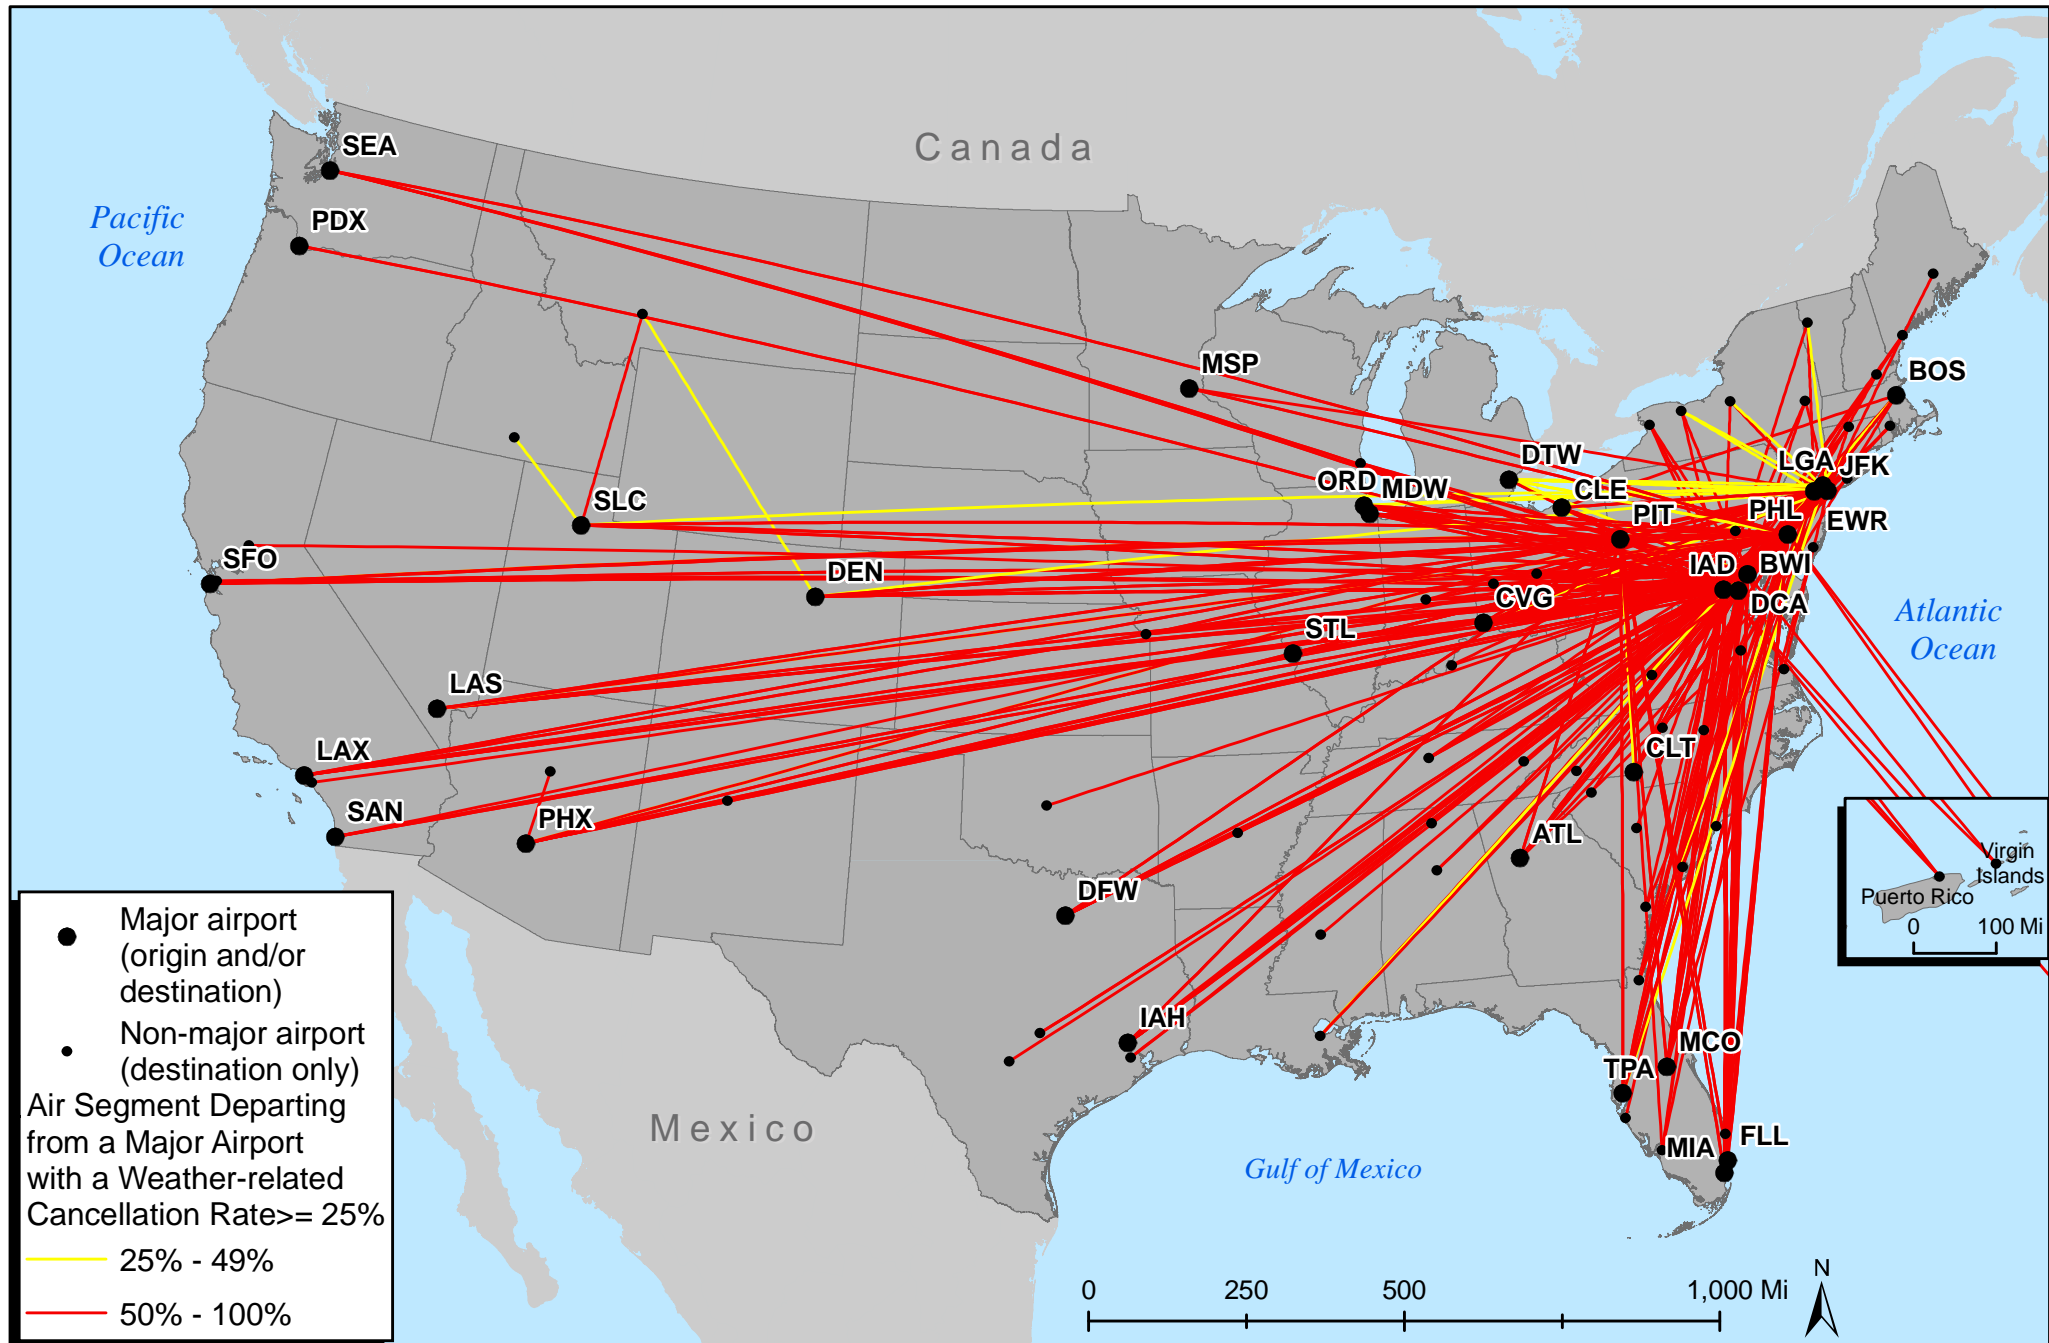 Canada
SEA
PDX
Pacific
Ocean
MSP
BOS
DTW
LGA
JFK
ORD
MDW
CLE
SLC
PIT
PHL
EWR
SFO
DEN
IAD
BWI
CVG
DCA
STL
Atlantic
Ocean
LAS
LAX
CLT
SAN
PHX
ATL
DFW
Virgin
Islands
Puerto Rico
0 100 Mi
IAH
MCO
TPA
Mexico
MIA
FLL
Gulf of Mexico
Major airport
(origin and/or
destination)
Non-major airport
(destination only)
Air Segment Departing
from a Major Airport
with a Weather-related
Cancellation Rate>= 25%
25% - 49%
50% - 100%
0 250 500 1,000 Mi
N